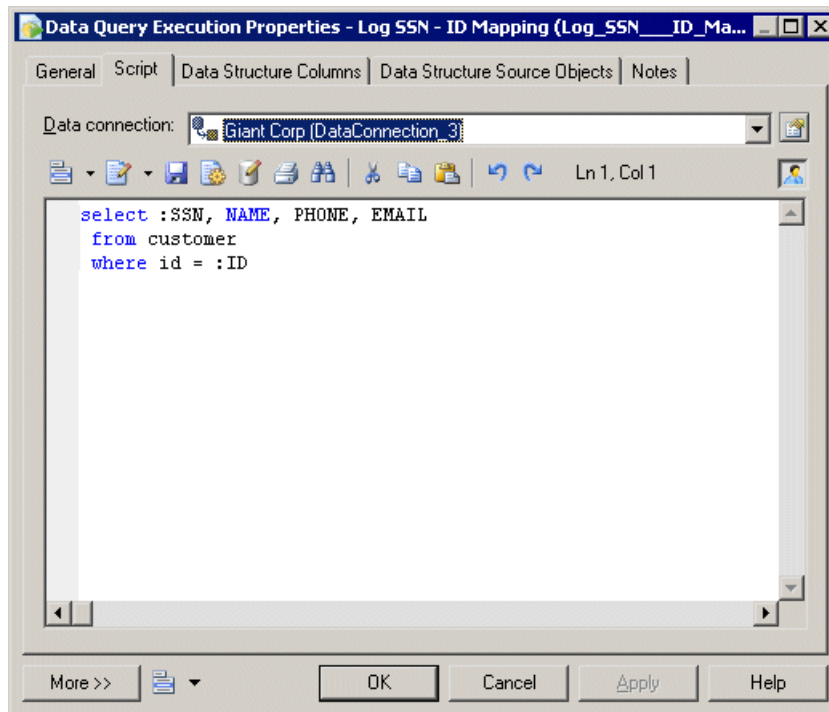 Data Query Execution Properties - Log SSN - ID Mapping (Log_SSN___ID_Ma...
General Script Data Structure Columns Data Structure Source Objects Notes
Data connection: Giant Corp (DataConnection_3)
Ln 1, Col 1
select :SSN, NAME, PHONE, EMAIL
from customer
where id = :ID
More >> OK Cancel Apply Help